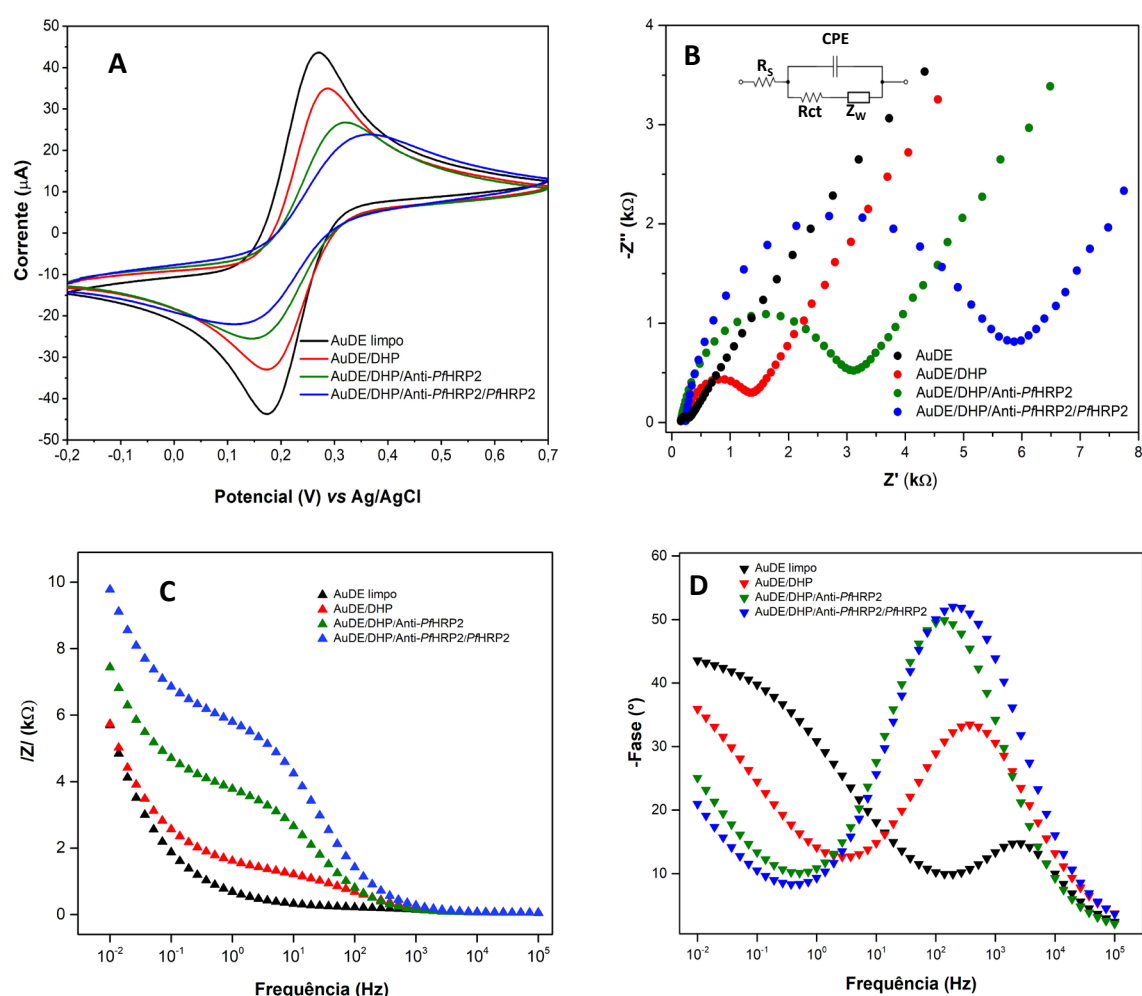 A
50
40
30
20
10
0
-10
-20
-30
-40
-50
Corrente (µA)
-0,2 -0,1 0,0 0,1 0,2 0,3 0,4 0,5 0,6 0,7
Potencial (V) vs Ag/AgCl
AuDE limpo
AuDE/DHP
AuDE/DHP/Anti-PfHRP2
AuDE/DHP/Anti-PfHRP2/PfHRP2
B
CPE
Rs
Rct
Zw
4
3
2
1
0
-Z'' (kΩ)
0 1 2 3 4 5 6 7 8
Z' (kΩ)
AuDE
AuDE/DHP
AuDE/DHP/Anti-PfHRP2
AuDE/DHP/Anti-PfHRP2/PfHRP2
C
10
8
6
4
2
0
/Z/ (kΩ)
10⁻² 10⁻¹ 10⁰ 10¹ 10² 10³ 10⁴ 10⁵
Frequência (Hz)
AuDE limpo
AuDE/DHP
AuDE/DHP/Anti-PfHRP2
AuDE/DHP/Anti-PfHRP2/PfHRP2
D
60
50
40
30
20
10
-Fase (°)
10⁻² 10⁻¹ 10⁰ 10¹ 10² 10³ 10⁴ 10⁵
Frequência (Hz)
AuDE limpo
AuDE/DHP
AuDE/DHP/Anti-PfHRP2
AuDE/DHP/Anti-PfHRP2/PfHRP2